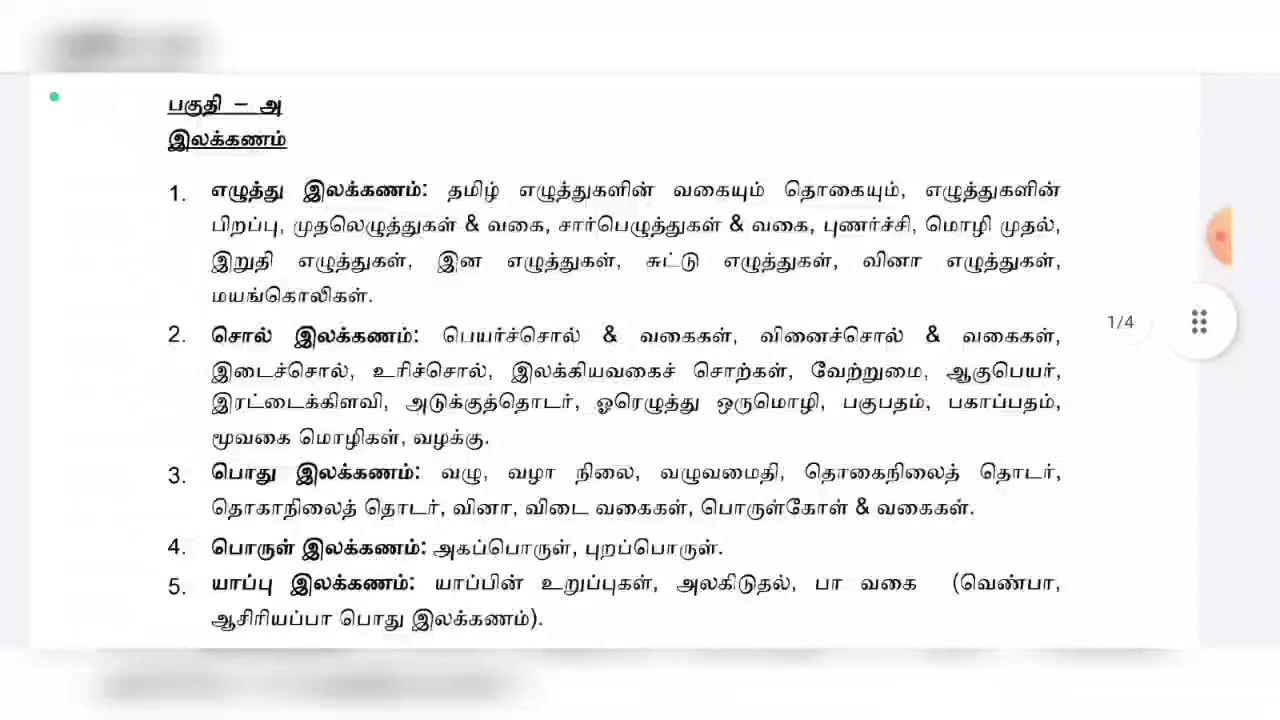 பகுதி – அ
இலக்கணம்
1. எழுத்து இலக்கணம்: தமிழ் எழுத்துகளின் வகையும் தொகையும், எழுத்துகளின்
பிறப்பு, முதலெழுத்துகள் & வகை, சார்பெழுத்துகள் & வகை, புணர்ச்சி, மொழி முதல்,
இறுதி எழுத்துகள், இன எழுத்துகள், சுட்டு எழுத்துகள், வினா எழுத்துகள்,
மயங்கொலிகள்.
2. சொல் இலக்கணம்: பெயர்ச்சொல் & வகைகள், வினைச்சொல் & வகைகள்,
இடைச்சொல், உரிச்சொல், இலக்கியவகைச் சொற்கள், வேற்றுமை, ஆகுபெயர்,
இரட்டைக்கிளவி, அடுக்குத்தொடர், ஓரெழுத்து ஒருமொழி, பகுபதம், பகாப்பதம்,
மூவகை மொழிகள், வழக்கு.
3. பொது இலக்கணம்: வழு, வழா நிலை, வழுவமைதி, தொகைநிலைத் தொடர்,
தொகாநிலைத் தொடர், வினா, விடை வகைகள், பொருள்கோள் & வகைகள்.
4. பொருள் இலக்கணம்: அகப்பொருள், புறப்பொருள்.
5. யாப்பு இலக்கணம்: யாப்பின் உறுப்புகள், அலகிடுதல், பா வகை (வெண்பா,
ஆசிரியப்பா பொது இலக்கணம்).
1/4